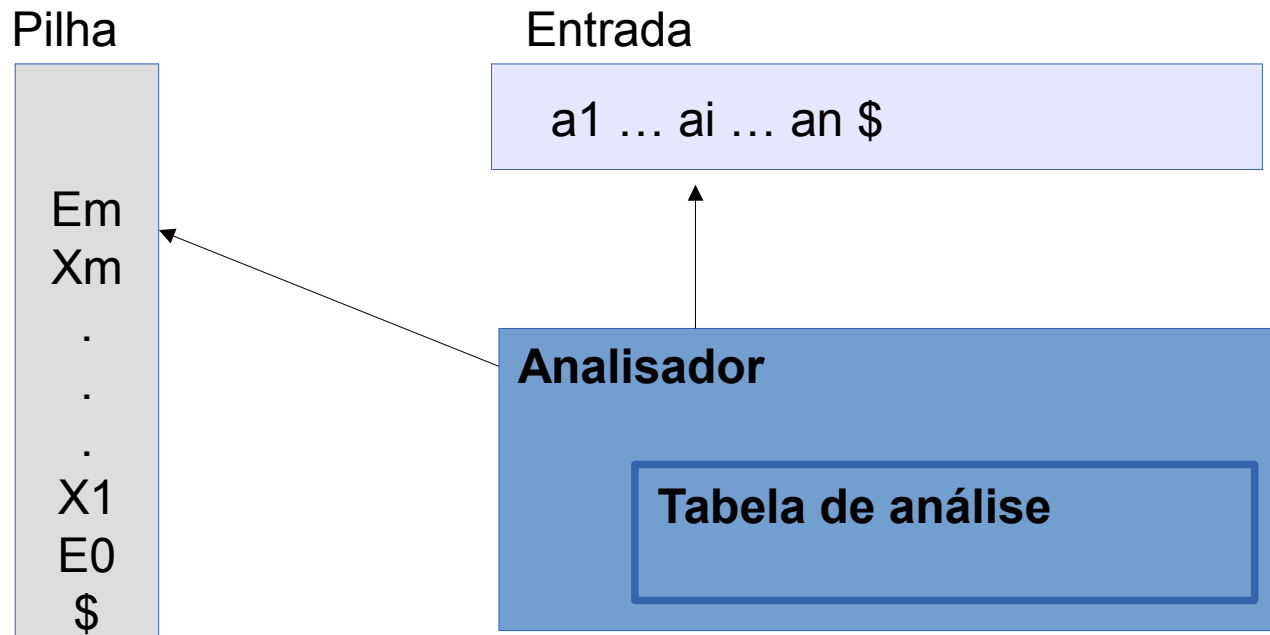 Pilha
Entrada
a1 … ai … an $
Em
Xm
.
.
.
X1
E0
$
Analisador
Tabela de análise